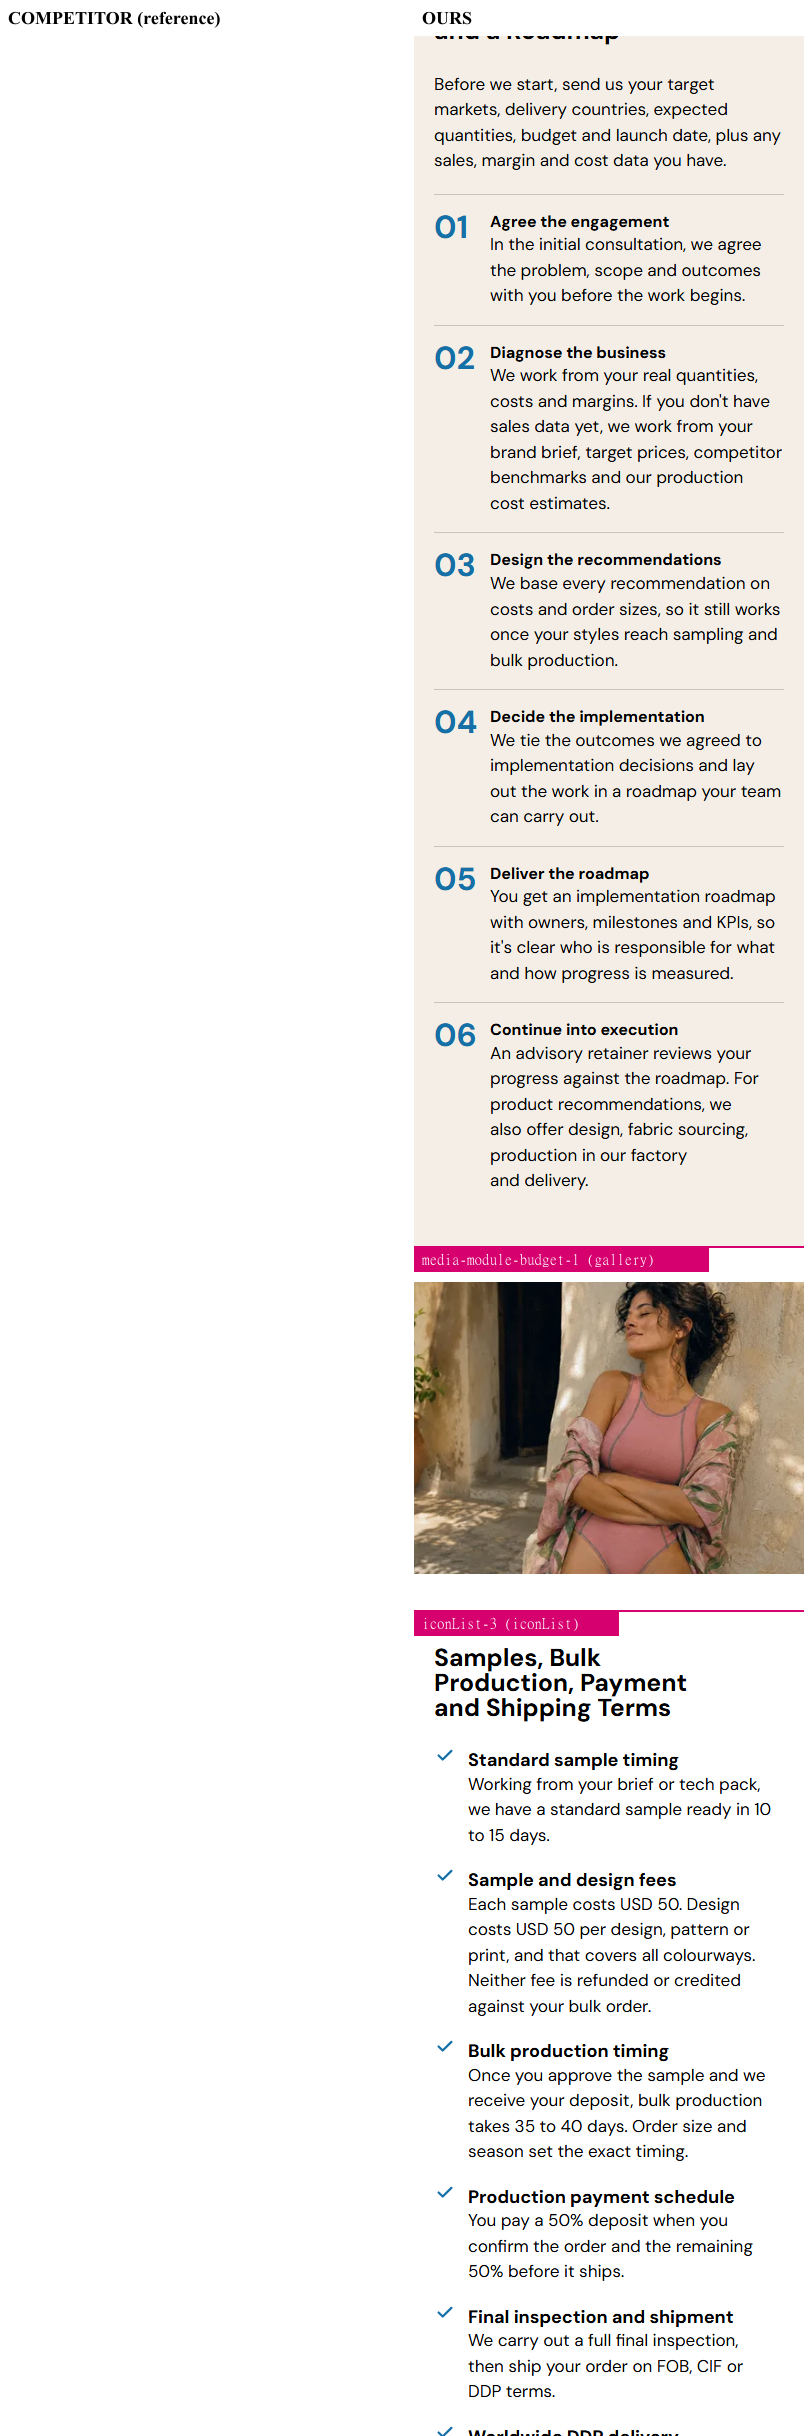 COMPETITOR (reference)
OURS
and a Roadmap
Before we start, send us your target
markets, delivery countries, expected
quantities, budget and launch date, plus any
sales, margin and cost data you have.
01
Agree the engagement
In the initial consultation, we agree
the problem, scope and outcomes
with you before the work begins.
02
Diagnose the business
We work from your real quantities,
costs and margins. If you don't have
sales data yet, we work from your
brand brief, target prices, competitor
benchmarks and our production
cost estimates.
03
Design the recommendations
We base every recommendation on
costs and order sizes, so it still works
once your styles reach sampling and
bulk production.
04
Decide the implementation
We tie the outcomes we agreed to
implementation decisions and lay
out the work in a roadmap your team
can carry out.
05
Deliver the roadmap
You get an implementation roadmap
with owners, milestones and KPIs, so
it's clear who is responsible for what
and how progress is measured.
06
Continue into execution
An advisory retainer reviews your
progress against the roadmap. For
product recommendations, we
also offer design, fabric sourcing,
production in our factory
and delivery.
media-module-budget-1 (gallery)
iconList-3 (iconList)
Samples, Bulk
Production, Payment
and Shipping Terms
Standard sample timing
Working from your brief or tech pack,
we have a standard sample ready in 10
to 15 days.
Sample and design fees
Each sample costs USD 50. Design
costs USD 50 per design, pattern or
print, and that covers all colourways.
Neither fee is refunded or credited
against your bulk order.
Bulk production timing
Once you approve the sample and we
receive your deposit, bulk production
takes 35 to 40 days. Order size and
season set the exact timing.
Production payment schedule
You pay a 50% deposit when you
confirm the order and the remaining
50% before it ships.
Final inspection and shipment
We carry out a full final inspection,
then ship your order on FOB, CIF or
DDP terms.
Worldwide DDP delivery